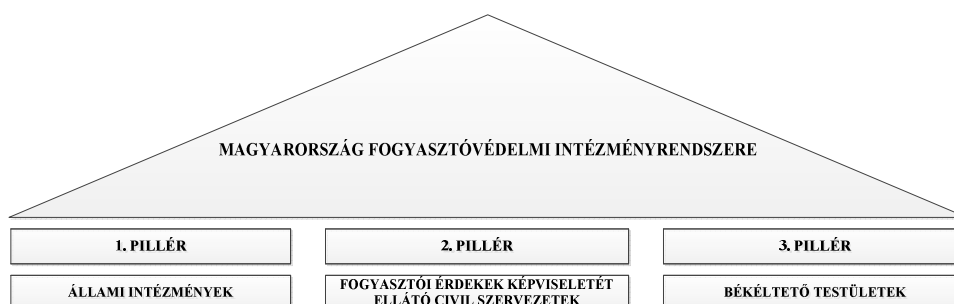 MAGYARORSZÁG FOGYASZTÓVÉDELMI INTÉZMÉNYRENDSZERE
1. PILLÉR
2. PILLÉR
3. PILLÉR
ÁLLAMI INTÉZMÉNYEK
FOGYASZTÓI ÉRDEKEK KÉPVISELETÉT
ELLÁTÓ CIVIL SZERVEZETEK
BÉKÉLTETŐ TESTÜLETEK